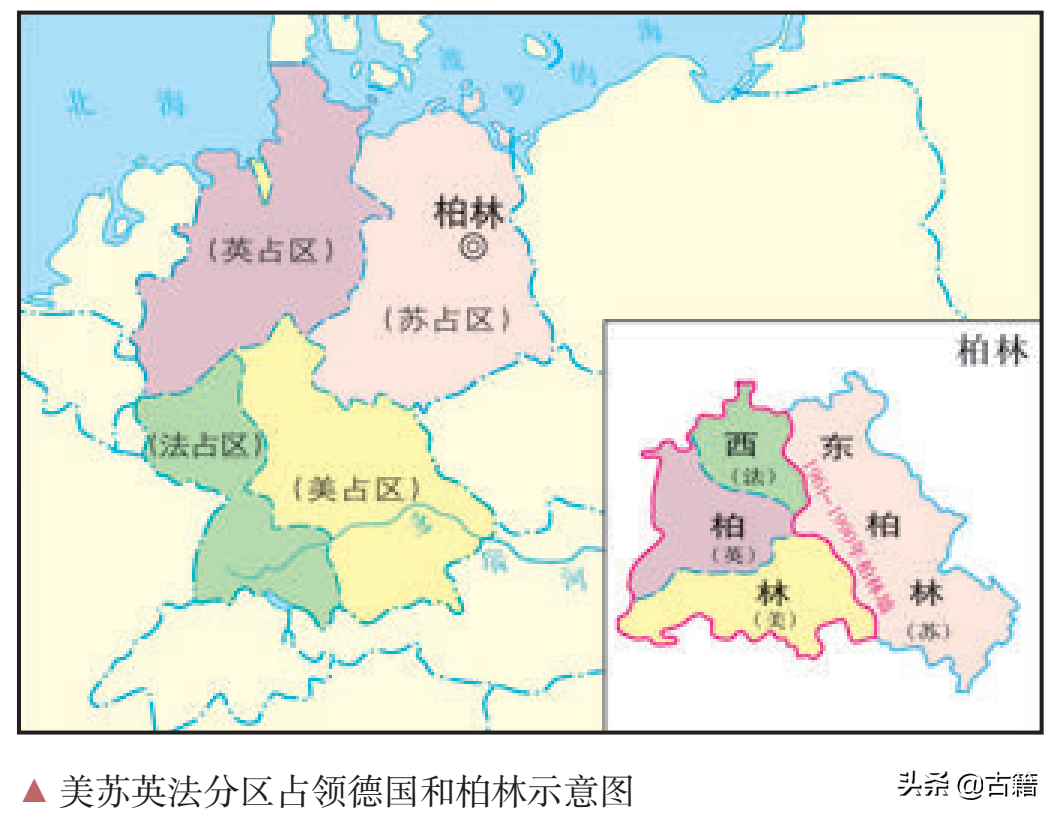 北海
波罗的海
柏林
(英占区)
(苏占区)
(法占区)
(美占区)
多瑙河
柏林
西柏林
(法)
(英)
(美)
东柏林
(苏)
1961-1990年柏林墙
▲ 美苏英法分区占领德国和柏林示意图
头条 @古籍